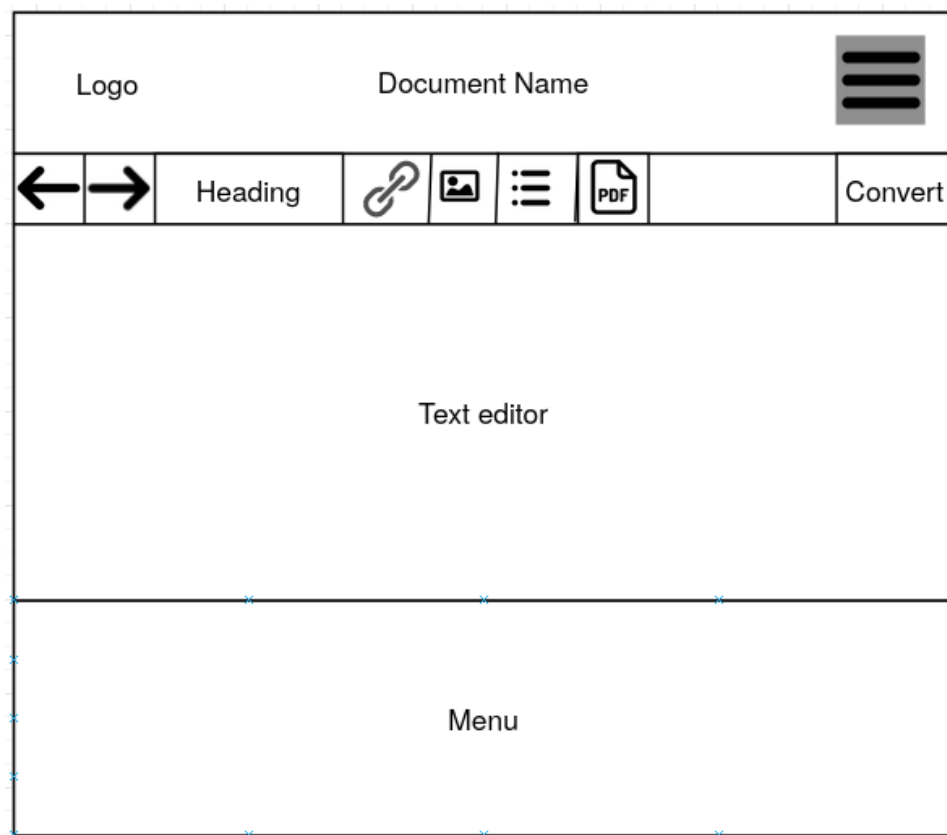 Logo
Document Name
Heading
PDF
Convert
Text editor
Menu